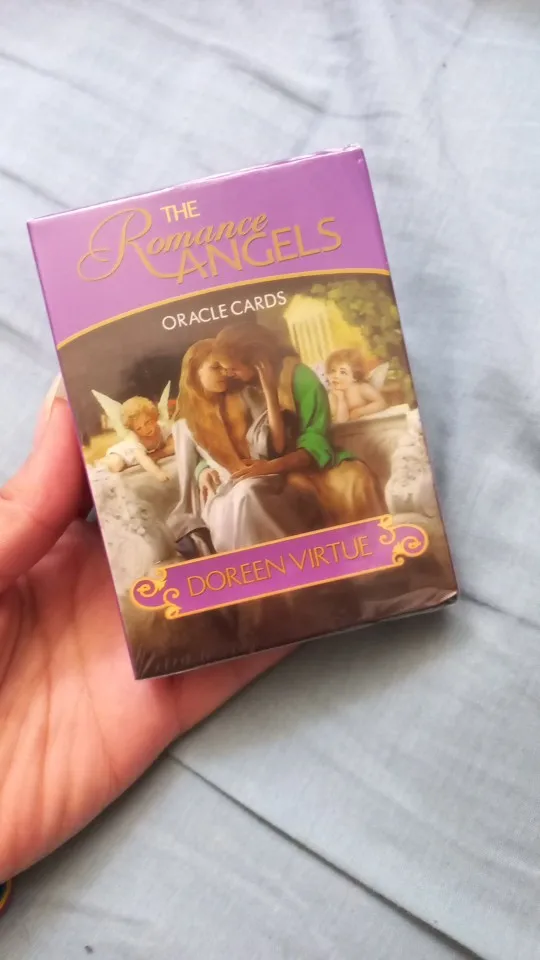 THE
Romance
ANGELS
ORACLE CARDS
DOREEN VIRTUE